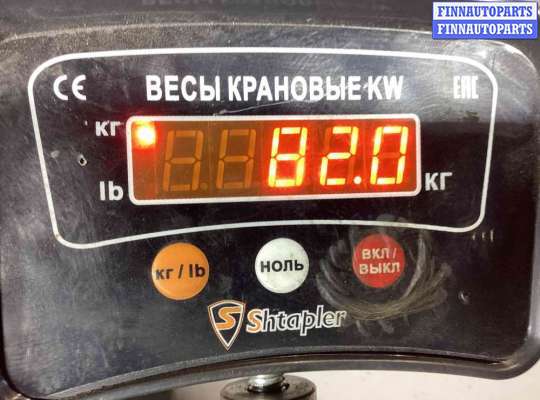 FINNAUTOPARTS
FINNAUTOPARTS
CE ВЕСЫ КРАНОВЫЕ KW EAC
кг
82.0
lb
КГ
кг / lb
НОЛЬ
ВКЛ /
ВЫКЛ
S Shtapler